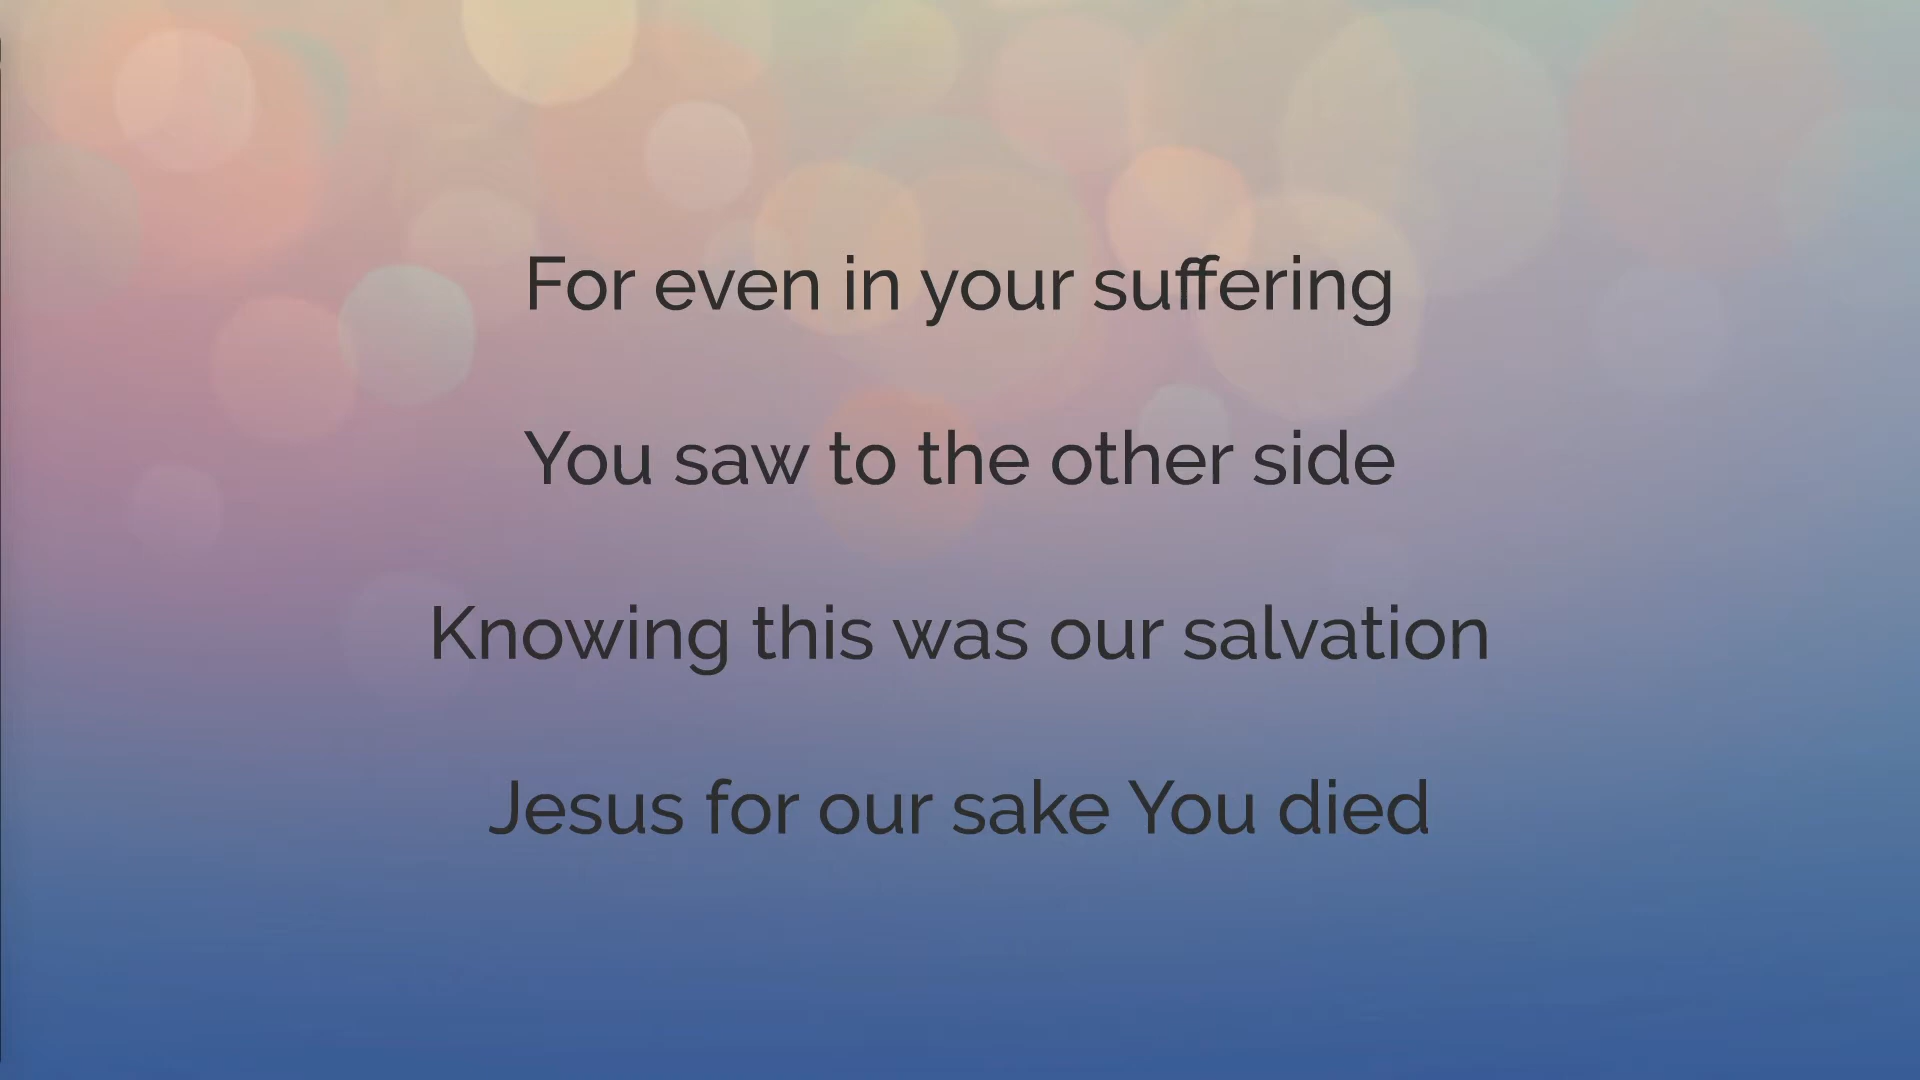 For even in your suffering
You saw to the other side
Knowing this was our salvation
Jesus for our sake You died